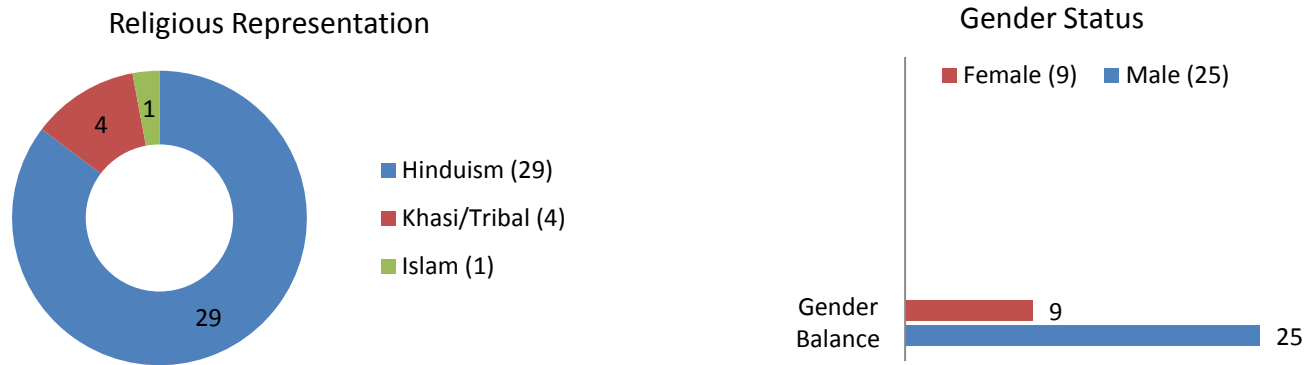 Religious Representation
1
4
29
Hinduism (29)
Khasi/Tribal (4)
Islam (1)
Gender Status
Female (9) Male (25)
Gender
Balance
9
25